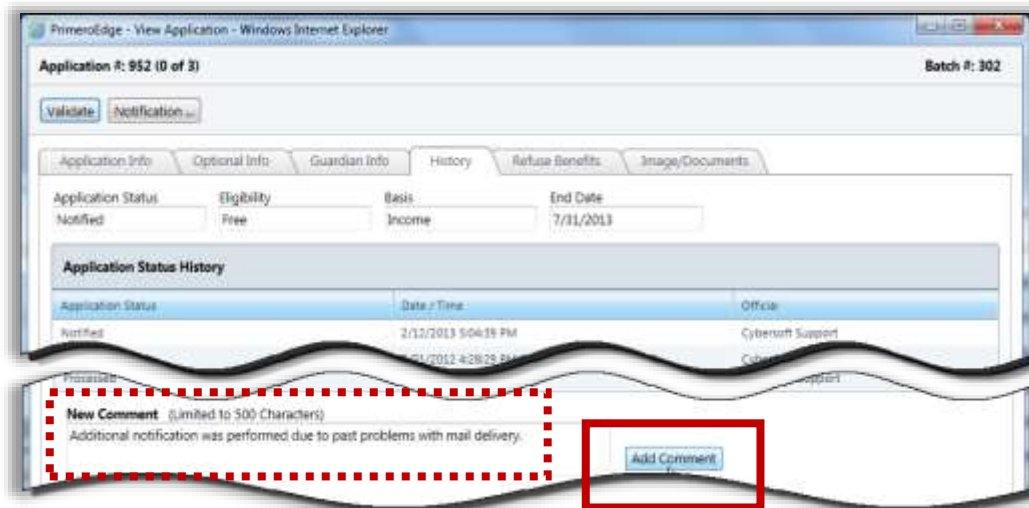 PrimeroEdge - View Application - Windows Internet Explorer
Application #: 952 (0 of 3) Batch #: 302
Validate Notification ...
Application Info Optional Info Guardian Info History Refuse Benefits Image/Documents
Application Status Eligibility Basis End Date
Notified Free Income 7/31/2013
Application Status History
Application Status Date / Time Official
Notified 2/12/2013 5:04:39 PM Cybersoft Support
Processed
New Comment (Limited to 500 Characters)
Additional notification was performed due to past problems with mail delivery.
Add Comment